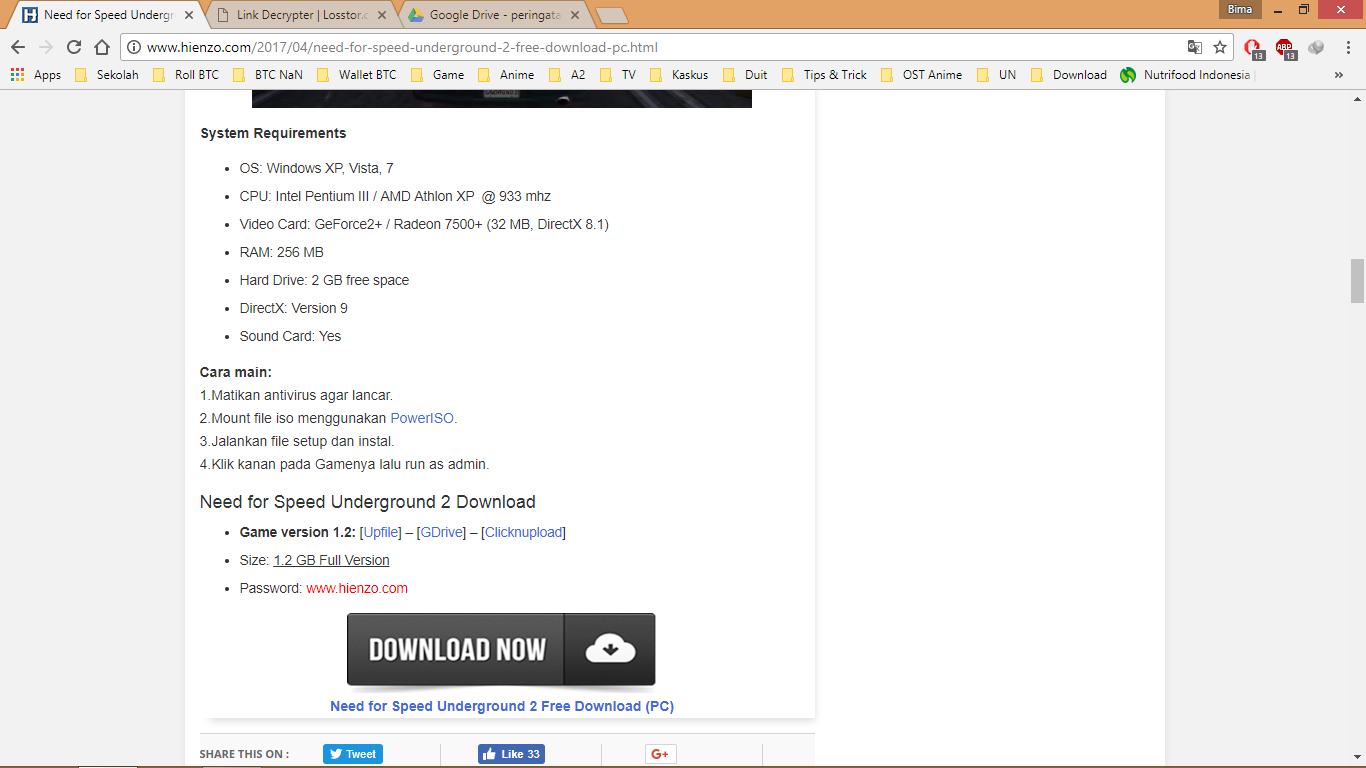 Need for Speed Undergr
Link Decrypter | Losstor.c
Google Drive - peringata
Bima
www.hienzo.com/2017/04/need-for-speed-underground-2-free-download-pc.html
13
ABP
13
Apps
Sekolah
Roll BTC
BTC NaN
Wallet BTC
Game
Anime
A2
TV
Kaskus
Duit
Tips & Trick
OST Anime
UN
Download
Nutrifood Indonesia
»
System Requirements
• OS: Windows XP, Vista, 7
• CPU: Intel Pentium III / AMD Athlon XP @ 933 mhz
• Video Card: GeForce2+ / Radeon 7500+ (32 MB, DirectX 8.1)
• RAM: 256 MB
• Hard Drive: 2 GB free space
• DirectX: Version 9
• Sound Card: Yes
Cara main:
1.Matikan antivirus agar lancar.
2.Mount file iso menggunakan PowerISO.
3.Jalankan file setup dan instal.
4.Klik kanan pada Gamenya lalu run as admin.
Need for Speed Underground 2 Download
• Game version 1.2: [Upfile] – [GDrive] – [Clicknupload]
• Size: 1.2 GB Full Version
• Password: www.hienzo.com
DOWNLOAD NOW
Need for Speed Underground 2 Free Download (PC)
SHARE THIS ON :
Tweet
Like 33
G+